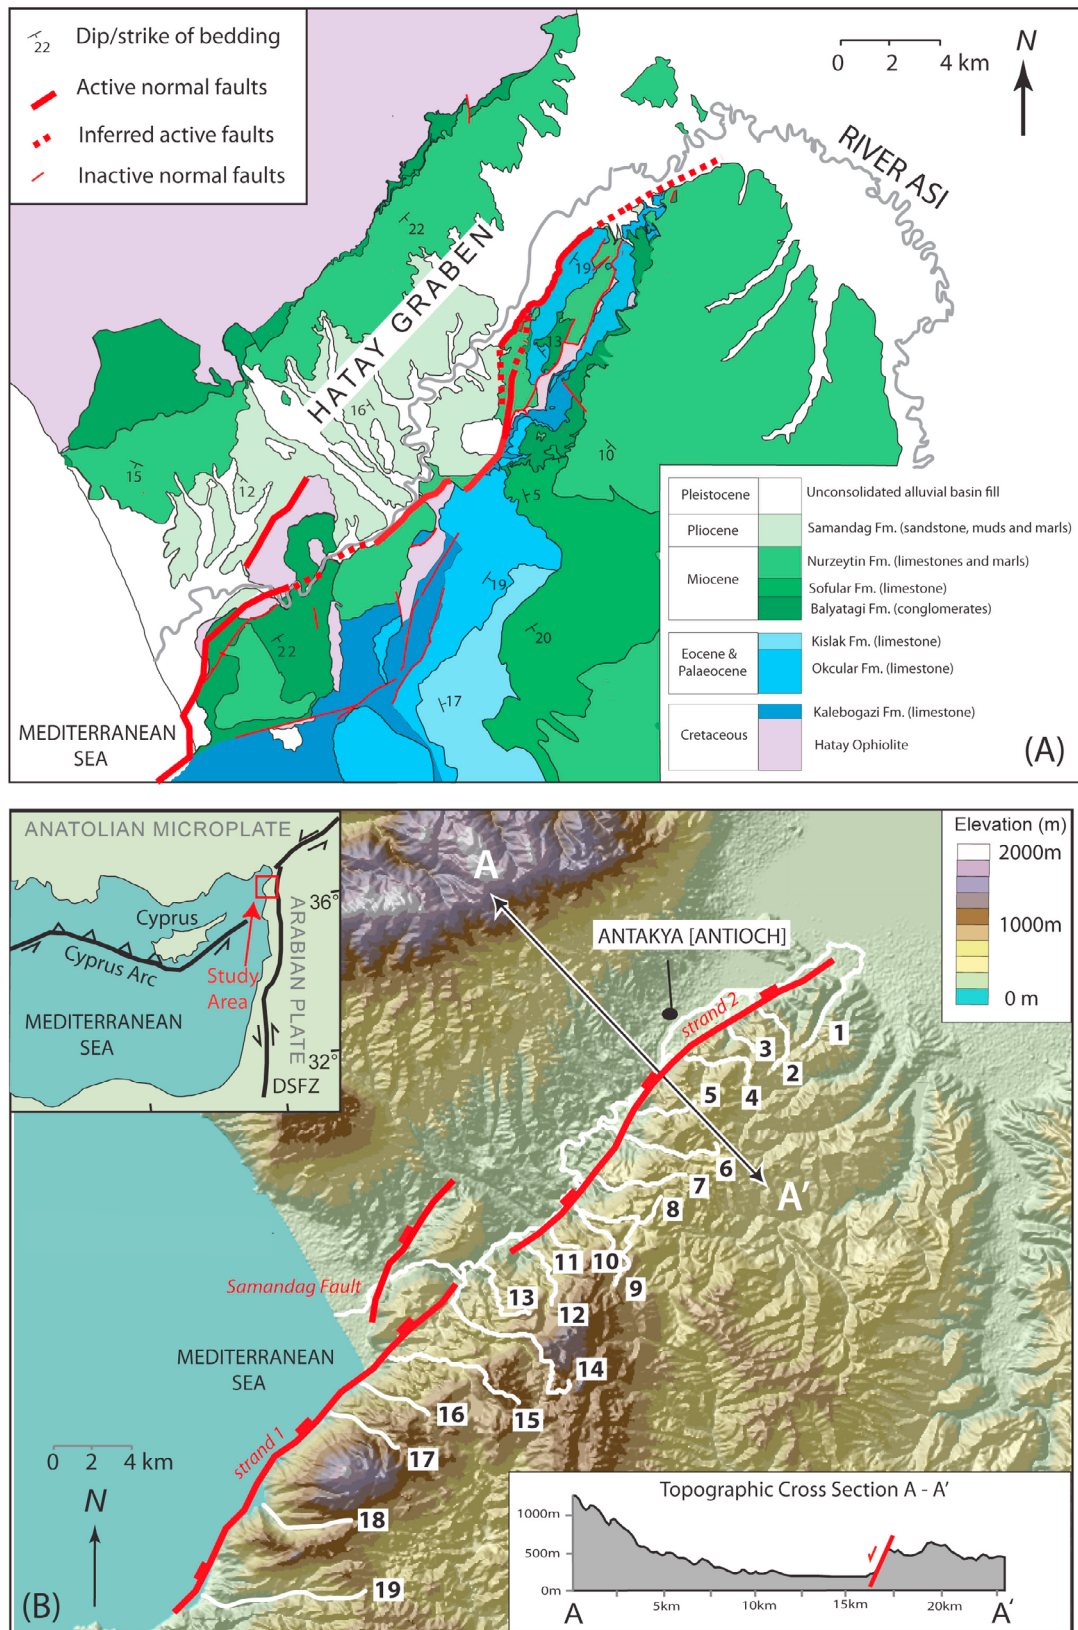 22
Dip/strike of bedding
Active normal faults
Inferred active faults
Inactive normal faults
0 2 4 km
N
RIVER ASI
HATAY GRABEN
22
19
13
16
15
12
10
5
19
20
22
17
MEDITERRANEAN
SEA
Pleistocene
Unconsolidated alluvial basin fill
Pliocene
Samandag Fm. (sandstone, muds and marls)
Miocene
Nurzeytin Fm. (limestones and marls)
Sofular Fm. (limestone)
Balyatagi Fm. (conglomerates)
Eocene &
Palaeocene
Kislak Fm. (limestone)
Okcular Fm. (limestone)
Cretaceous
Kalebogazi Fm. (limestone)
Hatay Ophiolite
(A)
ANATOLIAN MICROPLATE
36°
Cyprus
Cyprus Arc
Study
Area
ARABIAN PLATE
MEDITERRANEAN
SEA
32°
DSFZ
Elevation (m)
2000m
1000m
0 m
A
ANTAKYA [ANTIOCH]
strand 2
1
3
2
5
4
6
A'
7
8
11
10
9
13
12
Samandag Fault
MEDITERRANEAN
SEA
14
16
15
17
strand 1
0 2 4 km
N
18
19
(B)
Topographic Cross Section A - A'
1000m
500m
0m
A
5km
10km
15km
20km
A'